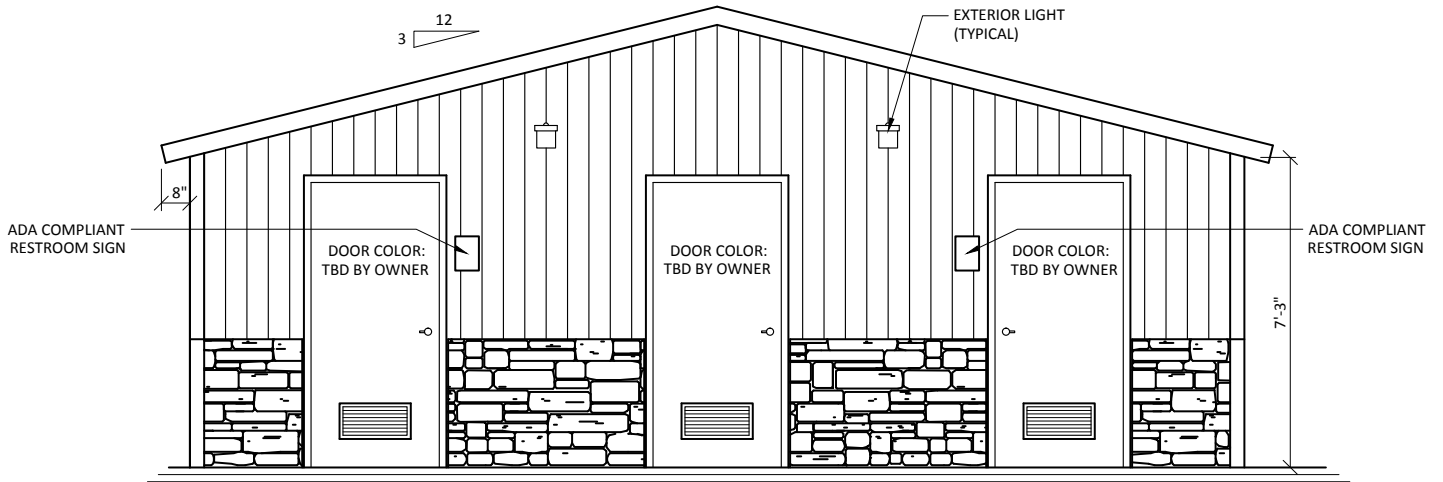 12
3
EXTERIOR LIGHT
(TYPICAL)
8"
ADA COMPLIANT
RESTROOM SIGN
DOOR COLOR:
TBD BY OWNER
DOOR COLOR:
TBD BY OWNER
DOOR COLOR:
TBD BY OWNER
ADA COMPLIANT
RESTROOM SIGN
7'-3"